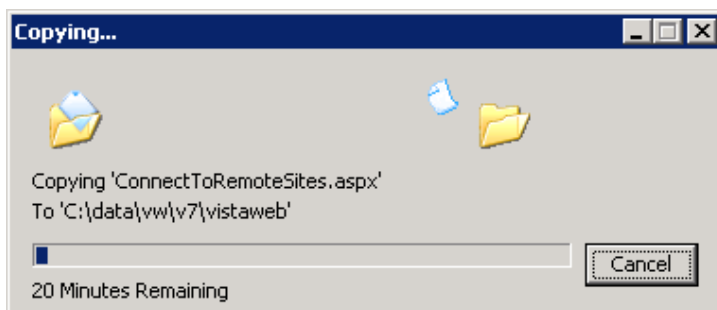 Copying...
Copying 'ConnectToRemoteSites.aspx'
To 'C:\data\vw\v7\vistaweb'
Cancel
20 Minutes Remaining